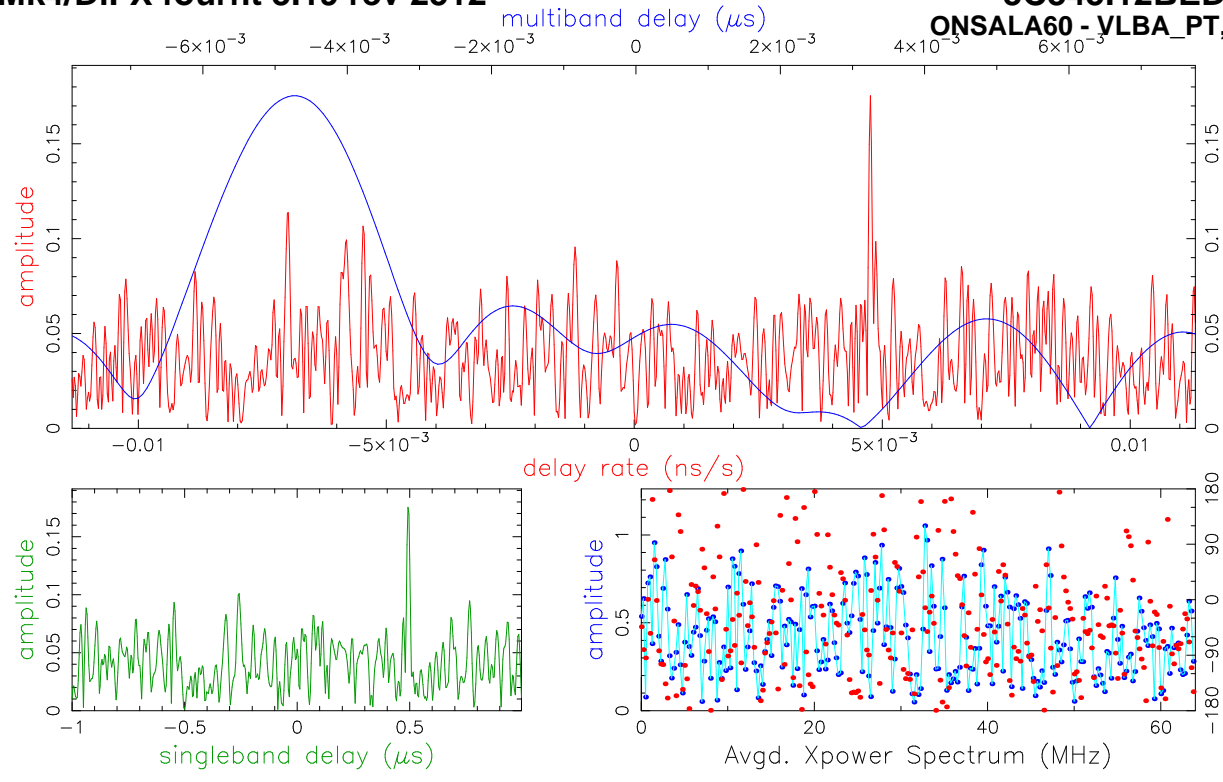 multiband delay (μs)
ONSALA60 - VLBA_PT,
−6×10⁻³ −4×10⁻³ −2×10⁻³ 0 2×10⁻³ 4×10⁻³ 6×10⁻³
amplitude
0 0.05 0.1 0.15
0 0.05 0.1 0.15
−0.01 −5×10⁻³ 0 5×10⁻³ 0.01
delay rate (ns/s)
amplitude
0 0.05 0.1 0.15
−1 −0.5 0 0.5
singleband delay (μs)
amplitude
0 0.5 1
180 90 0 −90 −180
0 20 40 60
Avgd. Xpower Spectrum (MHz)